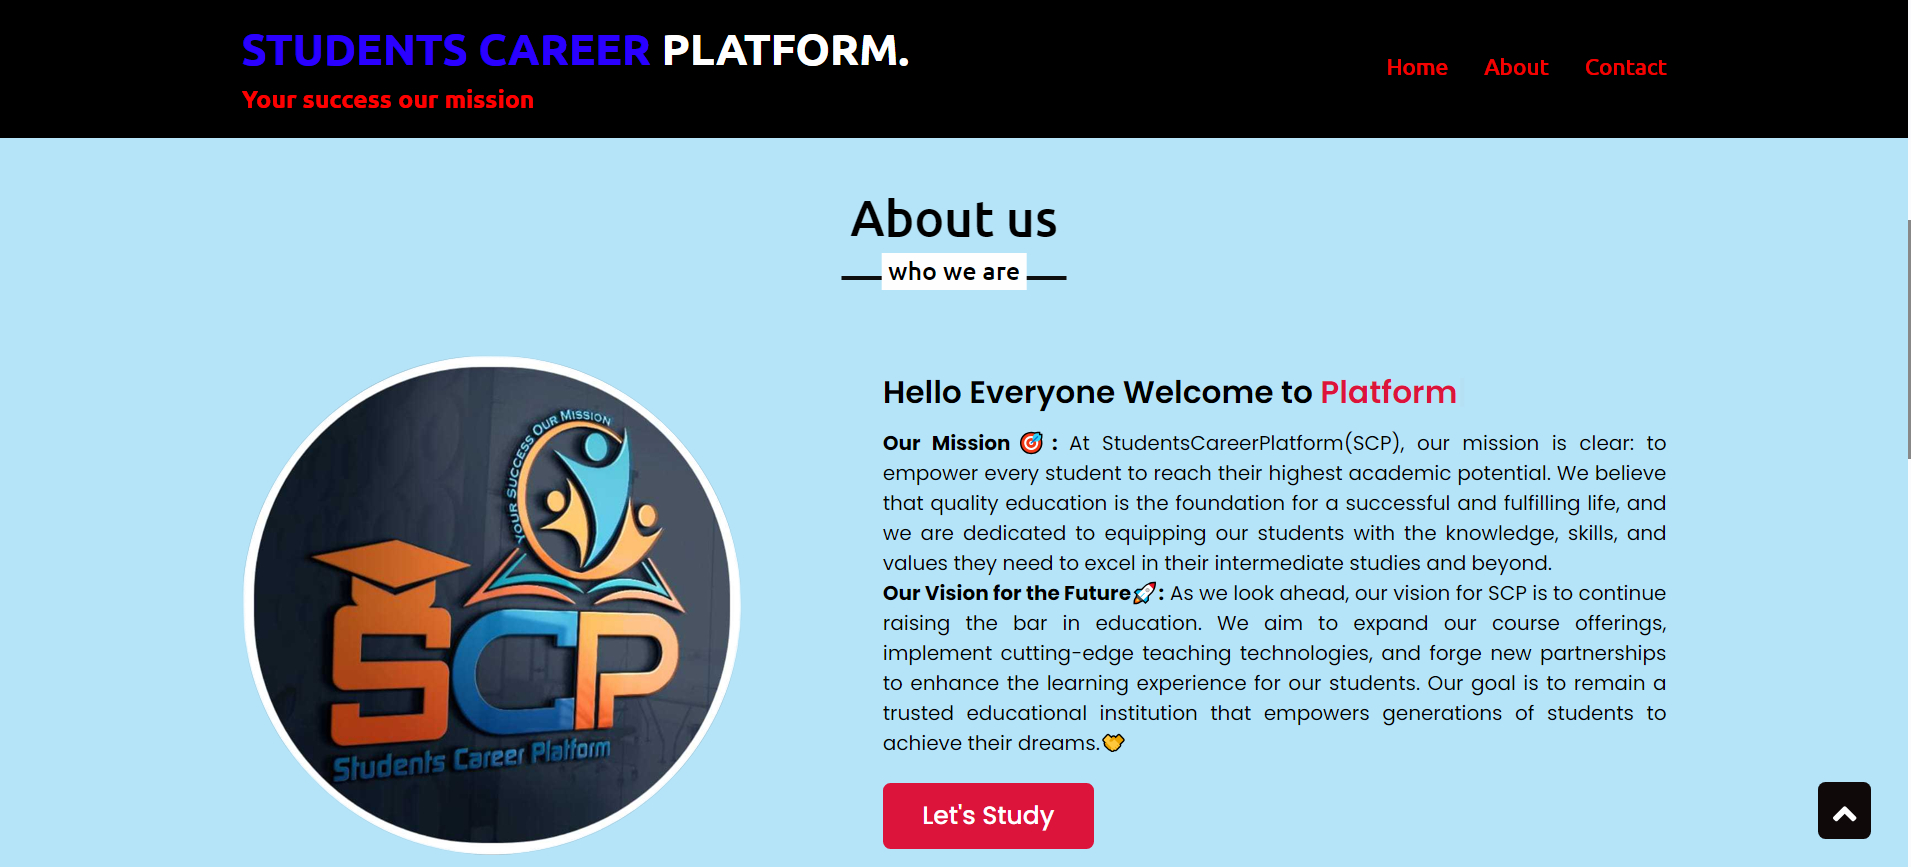 STUDENTS CAREER PLATFORM.
Your success our mission
Home About Contact
About us
who we are
YOUR SUCCESS OUR MISSION
SCP
Students Career Platform
Hello Everyone Welcome to Platform
Our Mission 🎯 : At StudentsCareerPlatform(SCP), our mission is clear: to
empower every student to reach their highest academic potential. We believe
that quality education is the foundation for a successful and fulfilling life, and
we are dedicated to equipping our students with the knowledge, skills, and
values they need to excel in their intermediate studies and beyond.
Our Vision for the Future🚀: As we look ahead, our vision for SCP is to continue
raising the bar in education. We aim to expand our course offerings,
implement cutting-edge teaching technologies, and forge new partnerships
to enhance the learning experience for our students. Our goal is to remain a
trusted educational institution that empowers generations of students to
achieve their dreams.🤝
Let's Study